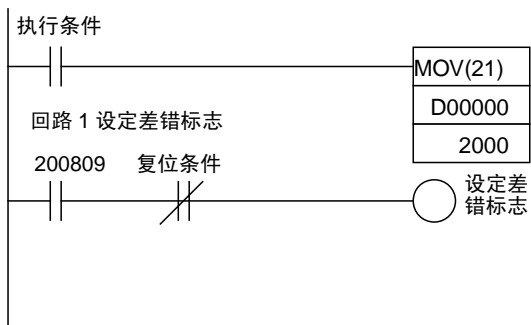 执行条件
MOV(21)
D00000
2000
回路 1 设定差错标志
200809 复位条件
设定差
错标志